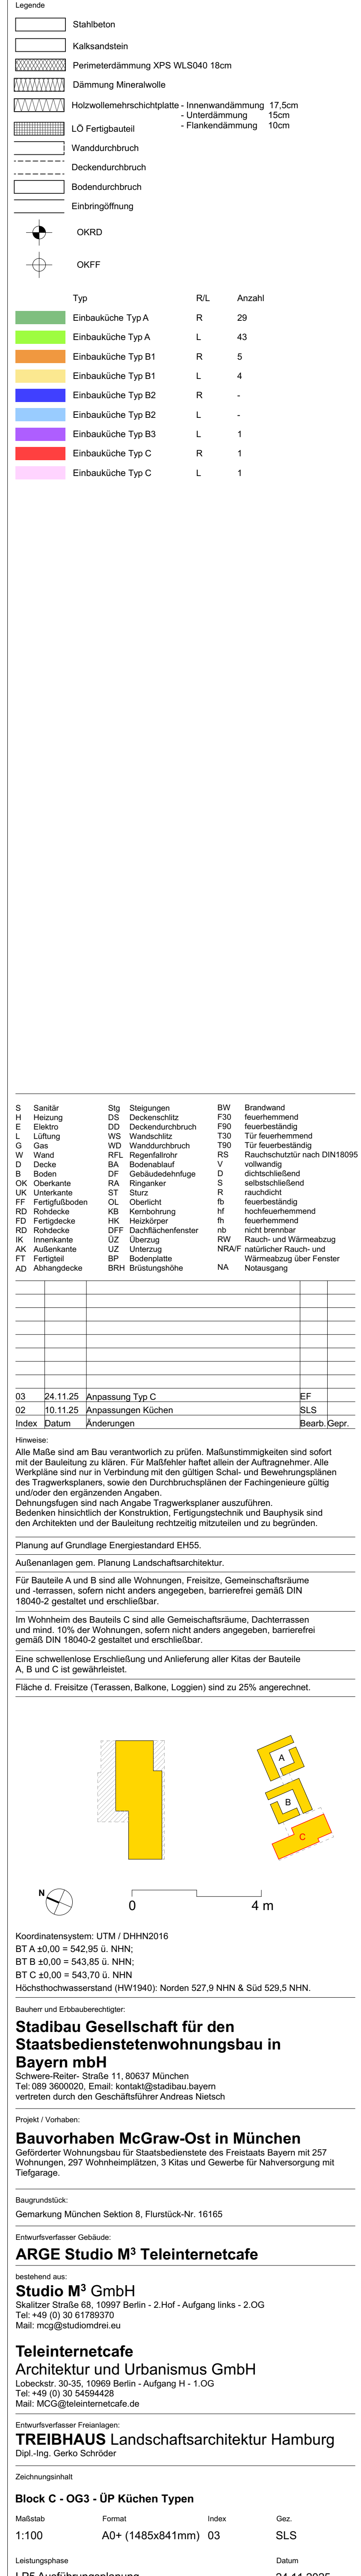 Legende
Stahlbeton
Kalksandstein
Perimeterdämmung XPS WLS040 18cm
Dämmung Mineralwolle
Holzwollemehrschichtplatte - Innenwandämmung 17,5cm
- Unterdämmung 15cm
- Flankendämmung 10cm
LÖ Fertigbauteil
Wanddurchbruch
Deckendurchbruch
Bodendurchbruch
Einbringöffnung
OKRD
OKFF
Typ R/L Anzahl
Einbauküche Typ A R 29
Einbauküche Typ A L 43
Einbauküche Typ B1 R 5
Einbauküche Typ B1 L 4
Einbauküche Typ B2 R -
Einbauküche Typ B2 L -
Einbauküche Typ B3 L 1
Einbauküche Typ C R 1
Einbauküche Typ C L 1
S Sanitär Stg Steigungen BW Brandwand
H Heizung DS Deckenschlitz F30 feuerhemmend
E Elektro DD Deckendurchbruch F90 feuerbeständig
L Lüftung WS Wandschlitz T30 Tür feuerhemmend
G Gas WD Wanddurchbruch T90 Tür feuerbeständig
W Wand RFL Regenfallrohr RS Rauchschutztür nach DIN18095
D Decke BA Bodenablauf V vollwandig
B Boden DF Gebäudedehnfuge D dichtschließend
OK Oberkante RA Ringanker S selbstschließend
UK Unterkante ST Sturz R rauchdicht
FF Fertigfußboden OL Oberlicht fb feuerbeständig
RD Rohdecke KB Kernbohrung hf hochfeuerhemmend
FD Fertigdecke HK Heizkörper fh feuerhemmend
RD Rohdecke DFF Dachflächenfenster nb nicht brennbar
IK Innenkante ÜZ Überzug RW Rauch- und Wärmeabzug
AK Außenkante UZ Unterzug NRA/F natürlicher Rauch- und
FT Fertigteil BP Bodenplatte Wärmeabzug über Fenster
AD Abhangdecke BRH Brüstungshöhe NA Notausgang
03 24.11.25 Anpassung Typ C EF
02 10.11.25 Anpassungen Küchen SLS
Index Datum Änderungen Bearb. Gepr.
Hinweise:
Alle Maße sind am Bau verantworlich zu prüfen. Maßunstimmigkeiten sind sofort
mit der Bauleitung zu klären. Für Maßfehler haftet allein der Auftragnehmer. Alle
Werkpläne sind nur in Verbindung mit den gültigen Schal- und Bewehrungsplänen
des Tragwerksplaners, sowie den Durchbruchsplänen der Fachingenieure gültig
und/oder den ergänzenden Angaben.
Dehnungsfugen sind nach Angabe Tragwerksplaner auszuführen.
Bedenken hinsichtlich der Konstruktion, Fertigungstechnik und Bauphysik sind
den Architekten und der Bauleitung rechtzeitig mitzuteilen und zu begründen.
Planung auf Grundlage Energiestandard EH55.
Außenanlagen gem. Planung Landschaftsarchitektur.
Für Bauteile A und B sind alle Wohnungen, Freisitze, Gemeinschaftsräume
und -terrassen, sofern nicht anders angegeben, barrierefrei gemäß DIN
18040-2 gestaltet und erschließbar.
Im Wohnheim des Bauteils C sind alle Gemeischaftsräume, Dachterrassen
und mind. 10% der Wohnungen, sofern nicht anders angegeben, barrierefrei
gemäß DIN 18040-2 gestaltet und erschließbar.
Eine schwellenlose Erschließung und Anlieferung aller Kitas der Bauteile
A, B und C ist gewährleistet.
Fläche d. Freisitze (Terassen, Balkone, Loggien) sind zu 25% angerechnet.
A
B
C
N
0 4 m
Koordinatensystem: UTM / DHHN2016
BT A ±0,00 = 542,95 ü. NHN;
BT B ±0,00 = 543,85 ü. NHN;
BT C ±0,00 = 543,70 ü. NHN
Höchsthochwasserstand (HW1940): Norden 527,9 NHN & Süd 529,5 NHN.
Bauherr und Erbbauberechtigter:
Stadibau Gesellschaft für den
Staatsbedienstetenwohnungsbau in
Bayern mbH
Schwere-Reiter- Straße 11, 80637 München
Tel: 089 3600020, Email: kontakt@stadibau.bayern
vertreten durch den Geschäftsführer Andreas Nietsch
Projekt / Vorhaben:
Bauvorhaben McGraw-Ost in München
Geförderter Wohnungsbau für Staatsbedienste des Freistaats Bayern mit 257
Wohnungen, 297 Wohnheimplätzen, 3 Kitas und Gewerbe für Nahversorgung mit
Tiefgarage.
Baugrundstück:
Gemarkung München Sektion 8, Flurstück-Nr. 16165
Entwurfsverfasser Gebäude:
ARGE Studio M³ Teleinternetcafe
bestehend aus:
Studio M³ GmbH
Skalitzer Straße 68, 10997 Berlin - 2.Hof - Aufgang links - 2.OG
Tel: +49 (0) 30 61789370
Mail: mcg@studiomdrei.eu
Teleinternetcafe
Architektur und Urbanismus GmbH
Lobeckstr. 30-35, 10969 Berlin - Aufgang H - 1.OG
Tel: +49 (0) 30 54594428
Mail: MCG@teleinternetcafe.de
Entwurfsverfasser Freianlagen:
TREIBHAUS Landschaftsarchitektur Hamburg
Dipl.-Ing. Gerko Schröder
Zeichnungsinhalt
Block C - OG3 - ÜP Küchen Typen
Maßstab Format Index Gez.
1:100 A0+ (1485x841mm) 03 SLS
Leistungsphase Datum
LP5 Ausführungsplanung 24.11.2025